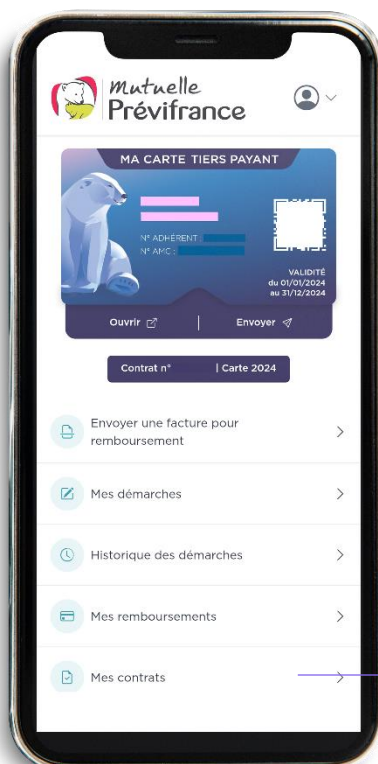 Mutuelle
Prévifrance
MA CARTE TIERS PAYANT
N° ADHÉRENT :
N° AMC :
VALIDITÉ
du 01/01/2024
au 31/12/2024
Ouvrir | Envoyer
Contrat n° | Carte 2024
Envoyer une facture pour
remboursement
Mes démarches
Historique des démarches
Mes remboursements
Mes contrats